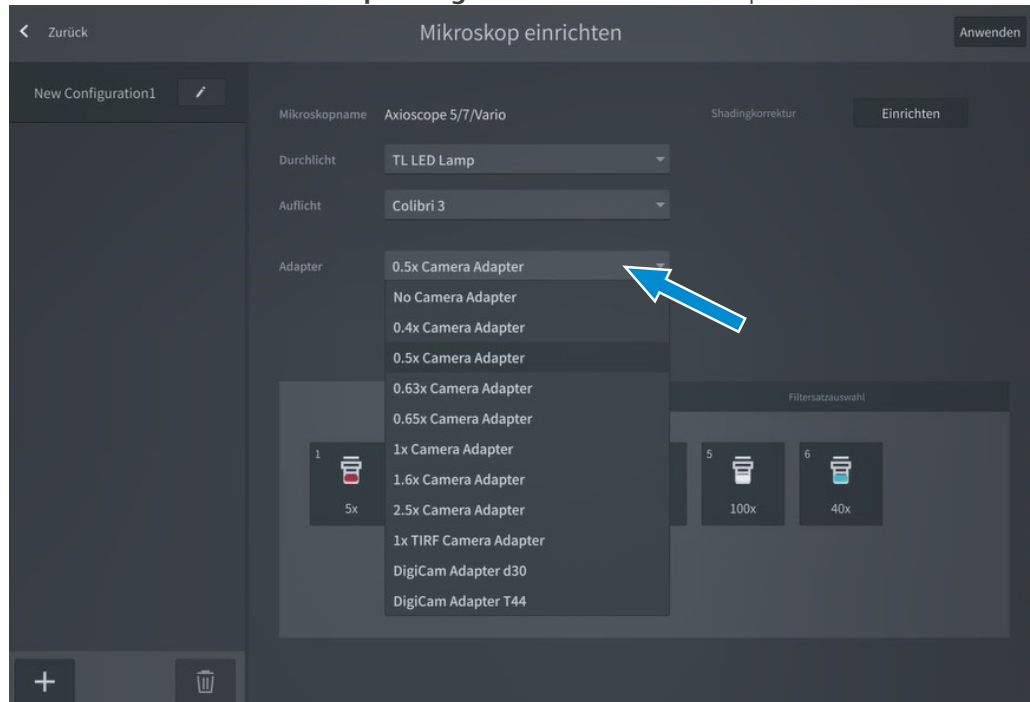 Zurück
Mikroskop einrichten
Anwenden
New Configuration1
Mikroskopname Axioscope 5/7/Vario
Shadingkorrektur Einrichten
Durchlicht TL LED Lamp
Auflicht Colibri 3
Adapter 0.5x Camera Adapter
No Camera Adapter
0.4x Camera Adapter
0.5x Camera Adapter
0.63x Camera Adapter
0.65x Camera Adapter
1x Camera Adapter
1.6x Camera Adapter
2.5x Camera Adapter
1x TIRF Camera Adapter
DigiCam Adapter d30
DigiCam Adapter T44
Filtersatzauswahl
1
5x
5
100x
6
40x